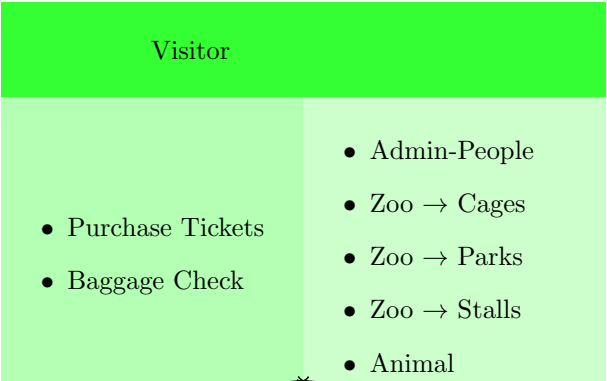 Visitor
• Purchase Tickets
• Baggage Check
• Admin-People
• Zoo → Cages
• Zoo → Parks
• Zoo → Stalls
• Animal